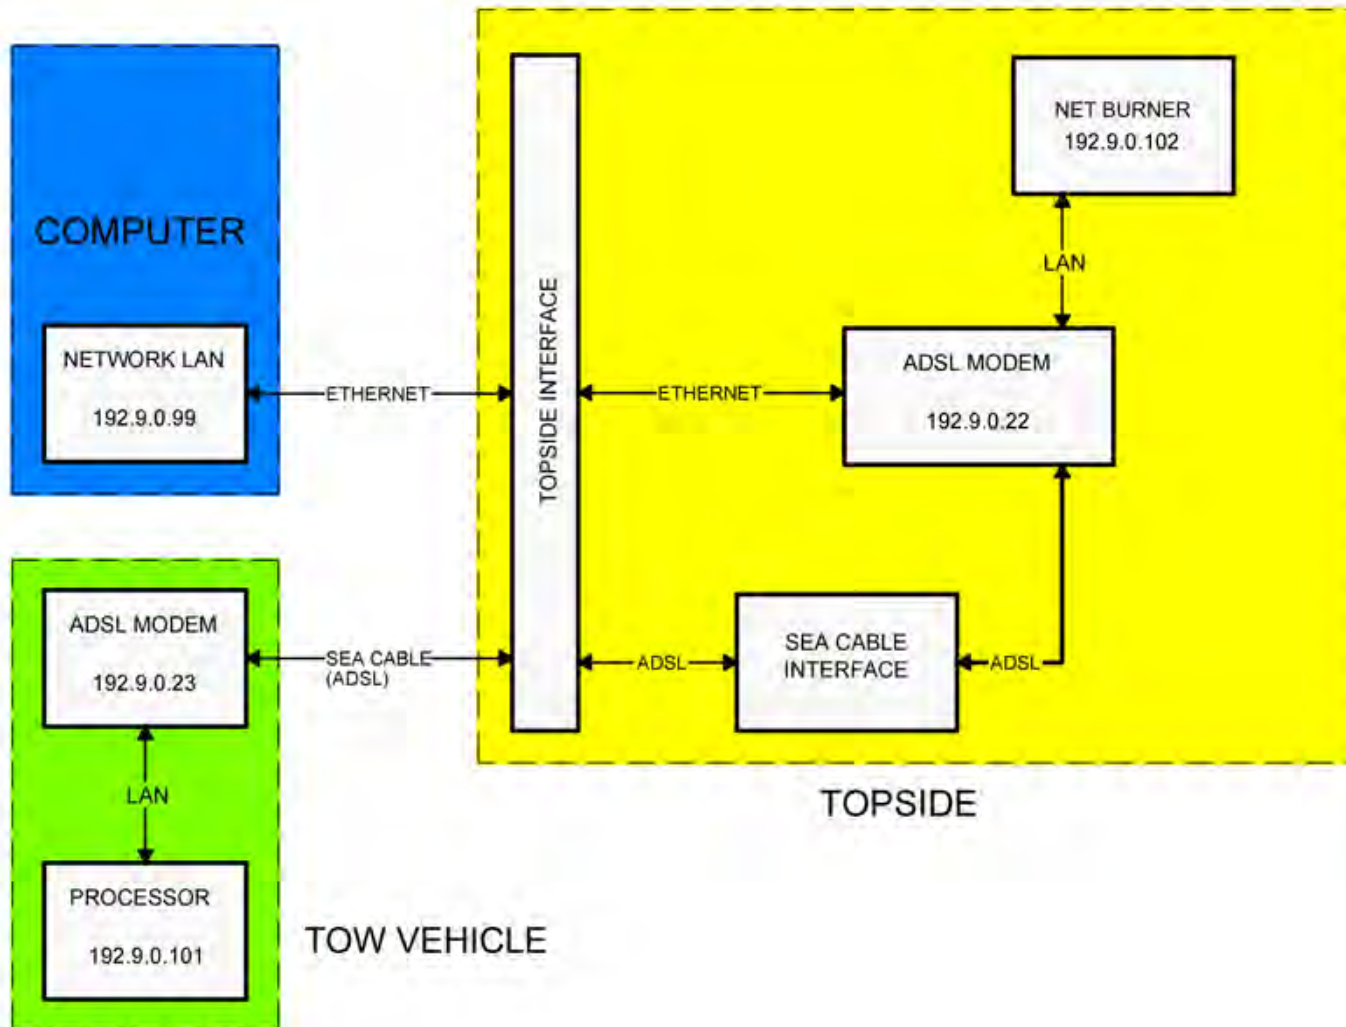 COMPUTER
NETWORK LAN
192.9.0.99
ETHERNET
TOPSIDE INTERFACE
ETHERNET
NET BURNER
192.9.0.102
LAN
ADSL MODEM
192.9.0.22
ADSL MODEM
192.9.0.23
SEA CABLE
(ADSL)
ADSL
SEA CABLE
INTERFACE
ADSL
LAN
PROCESSOR
192.9.0.101
TOPSIDE
TOW VEHICLE